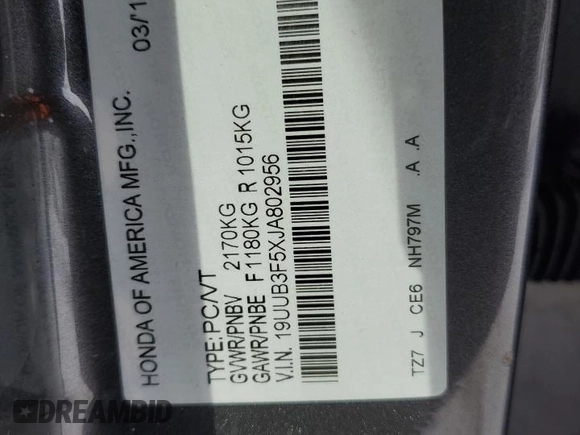 HONDA OF AMERICA MFG.,INC. 03/1
TYPE: PC/VT
GVWR/PNBV 2170KG
GAWR/PNBE F 1180KG R 1015KG
V.I.N. 19UUB3F5XJA802956
TZ7 J CE6 NH797M .A .A
DREAMBID